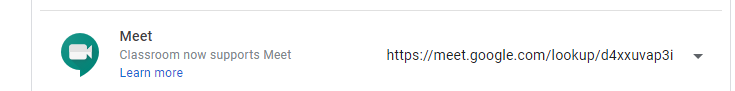 Meet
Classroom now supports Meet
Learn more
https://meet.google.com/lookup/d4xxuvap3i